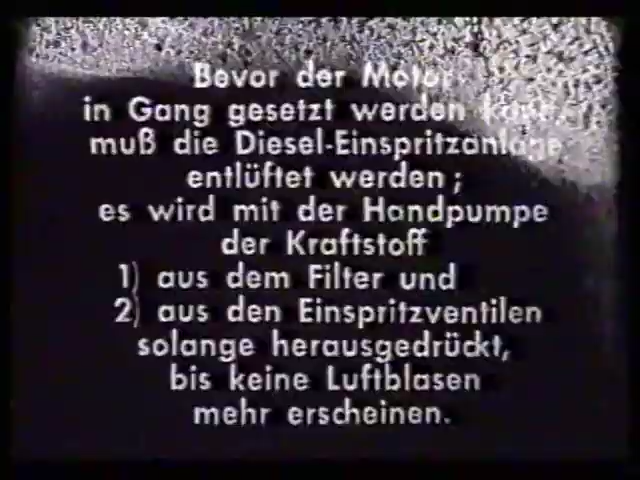 Bevor der Motor
in Gang gesetzt werden kann,
muß die Diesel-Einspritzanlage
entlüftet werden;
es wird mit der Handpumpe
der Kraftstoff
1) aus dem Filter und
2) aus den Einspritzventilen
solange herausgedrückt,
bis keine Luftblasen
mehr erscheinen.